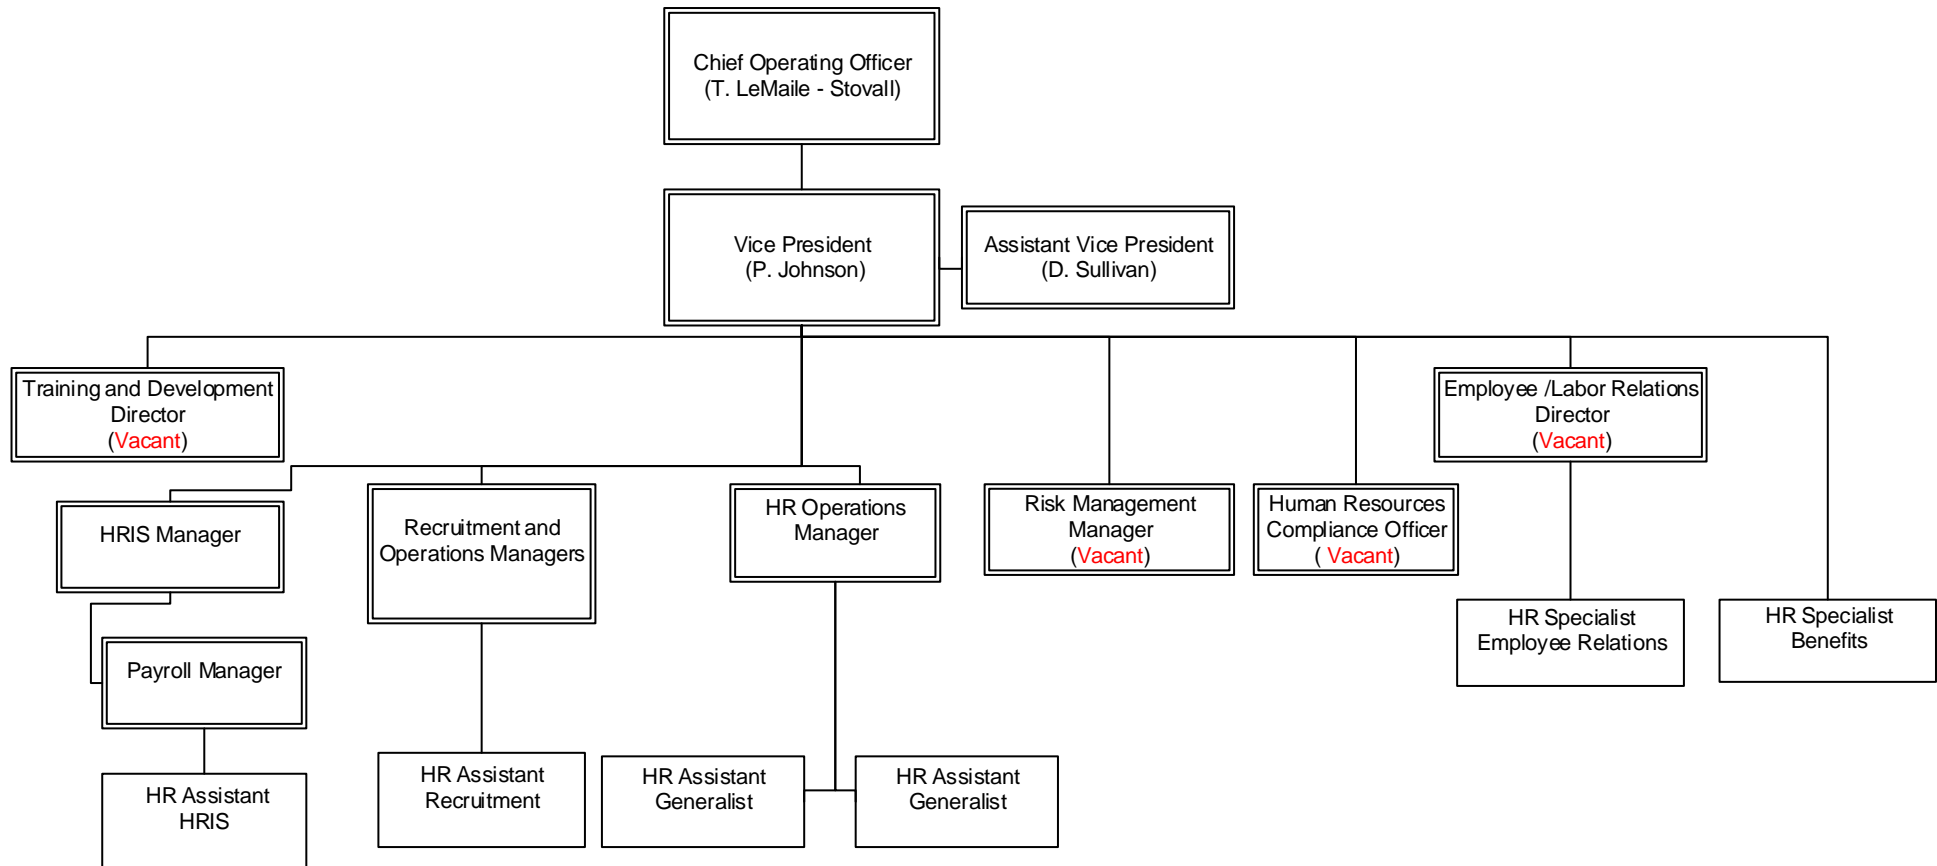 Chief Operating Officer
(T. LeMaile - Stovall)
Vice President
(P. Johnson)
Assistant Vice President
(D. Sullivan)
Training and Development
Director
(Vacant)
Employee /Labor Relations
Director
(Vacant)
HRIS Manager
Recruitment and
Operations Managers
HR Operations
Manager
Risk Management
Manager
(Vacant)
Human Resources
Compliance Officer
( Vacant)
HR Specialist
Employee Relations
HR Specialist
Benefits
Payroll Manager
HR Assistant
HRIS
HR Assistant
Recruitment
HR Assistant
Generalist
HR Assistant
Generalist